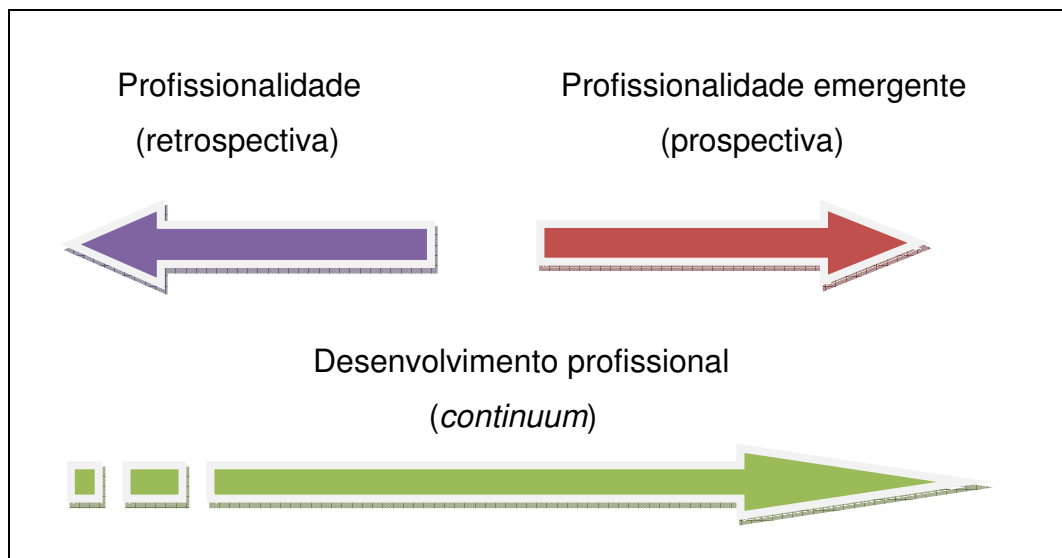 Profissionalidade
(retrospectiva)
Profissionalidade emergente
(prospectiva)
Desenvolvimento profissional
(continuum)